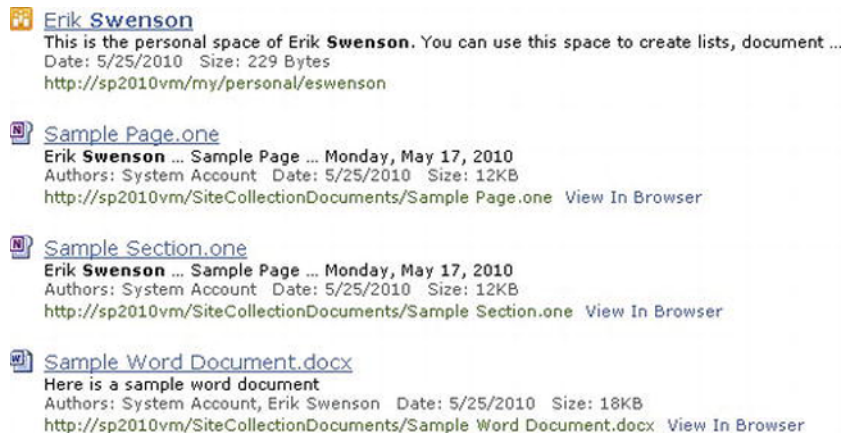 Erik Swenson
This is the personal space of Erik Swenson. You can use this space to create lists, document ...
Date: 5/25/2010 Size: 229 Bytes
http://sp2010vm/my/personal/eswenson
Sample Page.one
Erik Swenson ... Sample Page ... Monday, May 17, 2010
Authors: System Account Date: 5/25/2010 Size: 12KB
http://sp2010vm/SiteCollectionDocuments/Sample Page.one View In Browser
Sample Section.one
Erik Swenson ... Sample Page ... Monday, May 17, 2010
Authors: System Account Date: 5/25/2010 Size: 12KB
http://sp2010vm/SiteCollectionDocuments/Sample Section.one View In Browser
Sample Word Document.docx
Here is a sample word document
Authors: System Account, Erik Swenson Date: 5/25/2010 Size: 18KB
http://sp2010vm/SiteCollectionDocuments/Sample Word Document.docx View In Browser